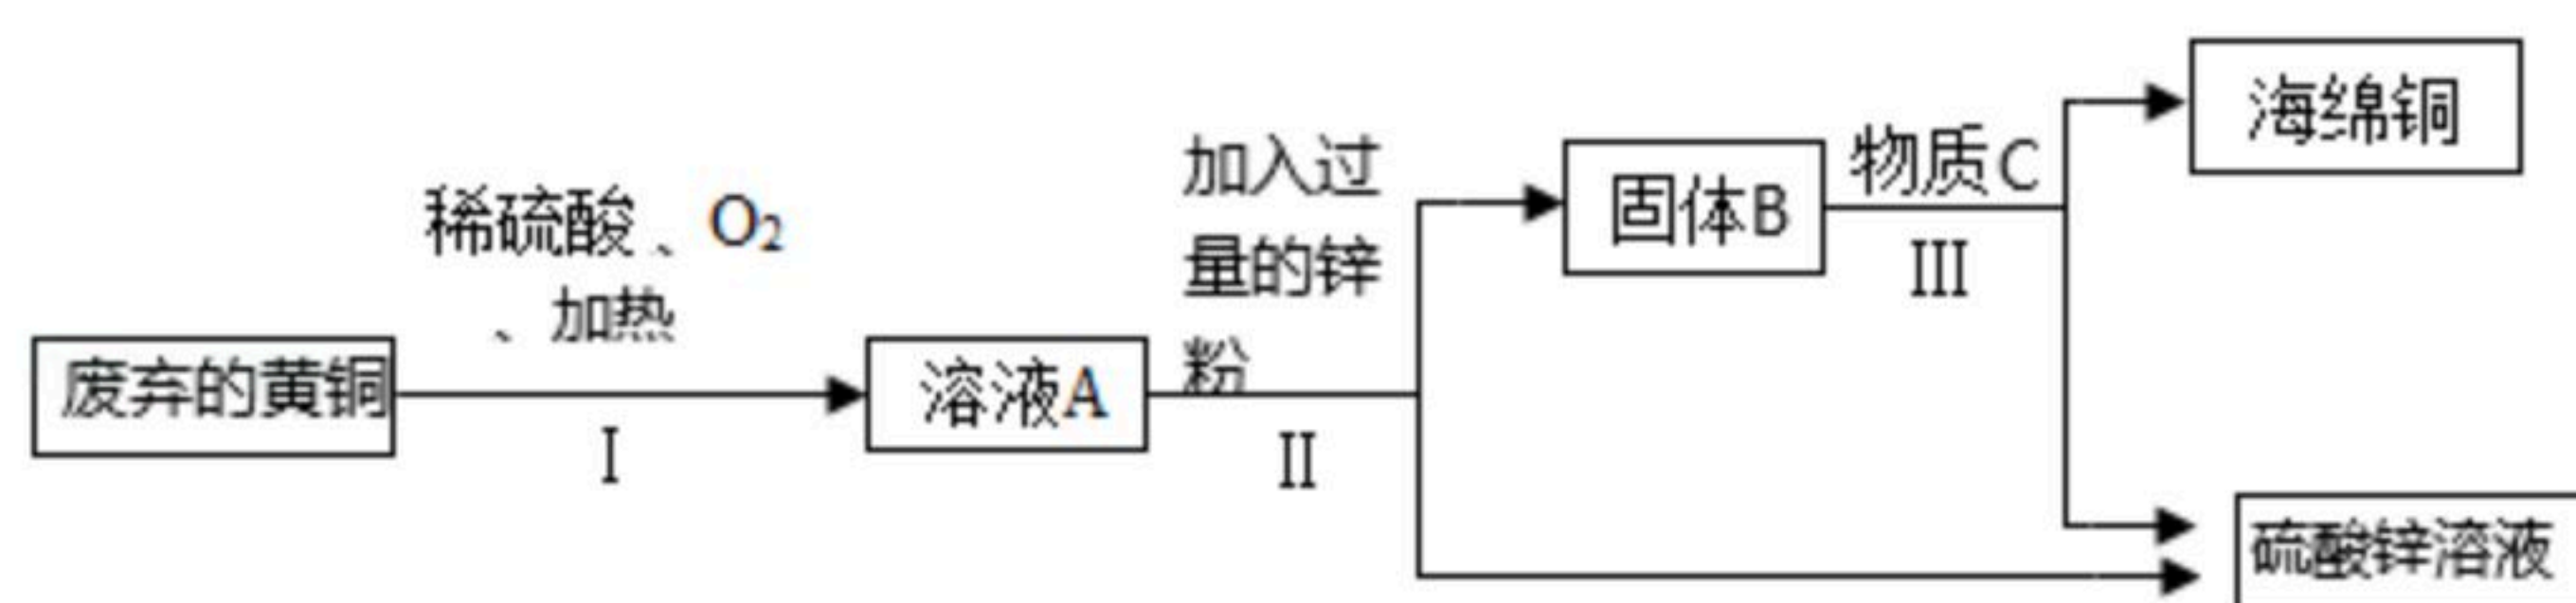 废弃的黄铜
稀硫酸、O₂
、加热
I
溶液A
加入过
量的锌
粉
II
固体B
物质C
III
海绵铜
硫酸锌溶液